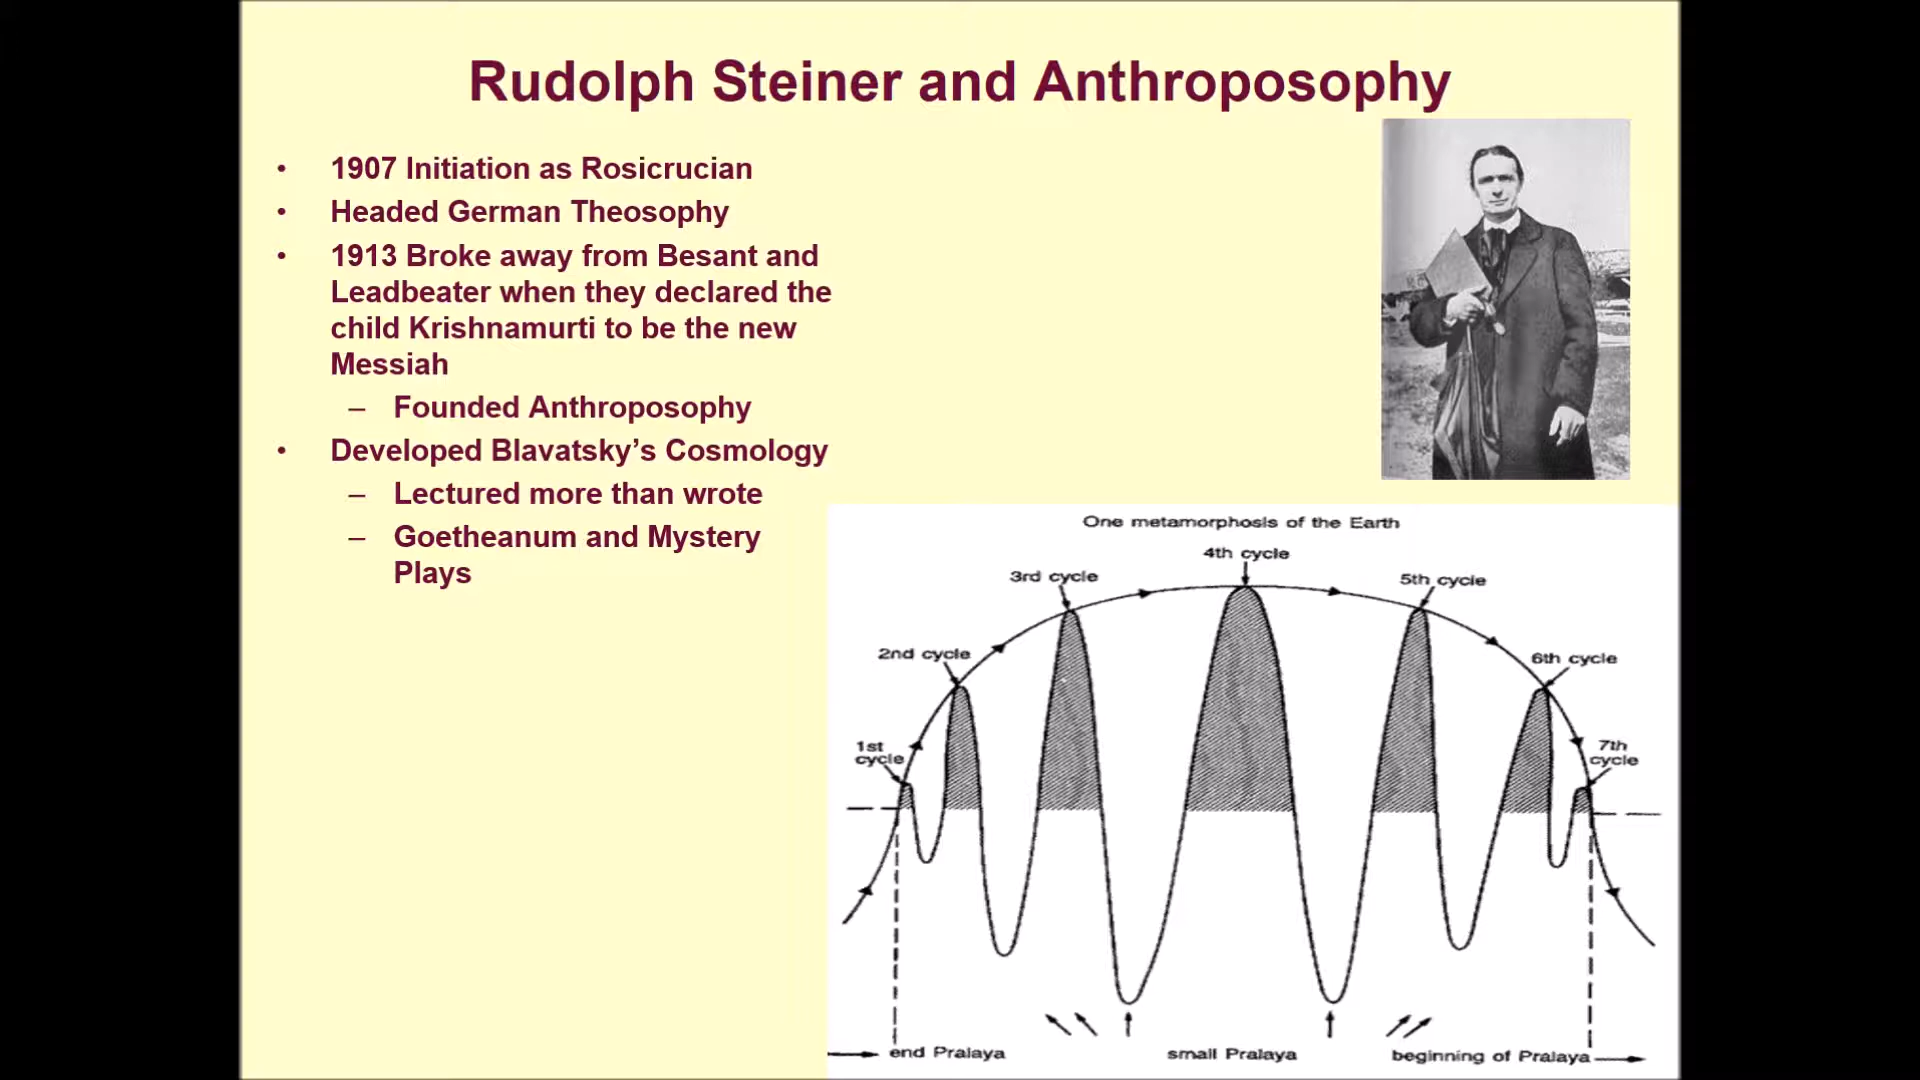 Rudolph Steiner and Anthroposophy
• 1907 Initiation as Rosicrucian
• Headed German Theosophy
• 1913 Broke away from Besant and
Leadbeater when they declared the
child Krishnamurti to be the new
Messiah
– Founded Anthroposophy
• Developed Blavatsky’s Cosmology
– Lectured more than wrote
– Goetheanum and Mystery
Plays
One metamorphosis of the Earth
4th cycle
3rd cycle
5th cycle
2nd cycle
6th cycle
1st
cycle
7th
cycle
end Pralaya
small Pralaya
beginning of Pralaya